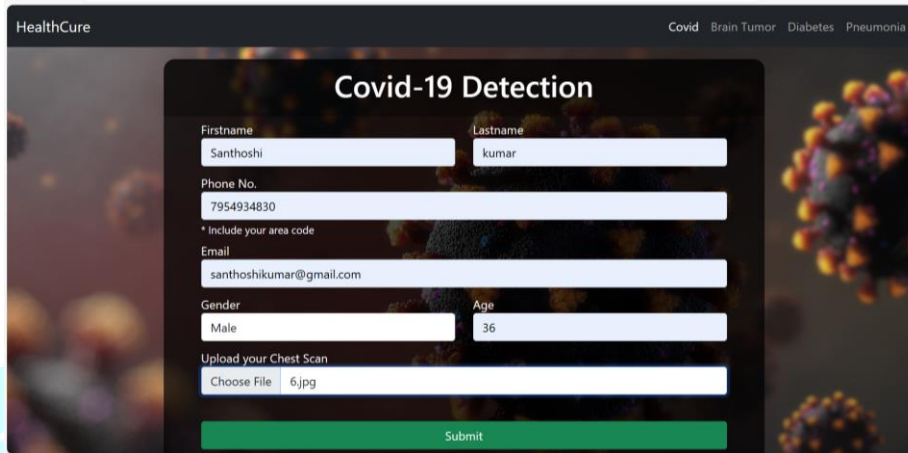 HealthCure Covid Brain Tumor Diabetes Pneumonia
Covid-19 Detection
Firstname Lastname
Santhoshi kumar
Phone No.
7954934830
* Include your area code
Email
santhoshikumar@gmail.com
Gender Age
Male 36
Upload your Chest Scan
Choose File 6.jpg
Submit